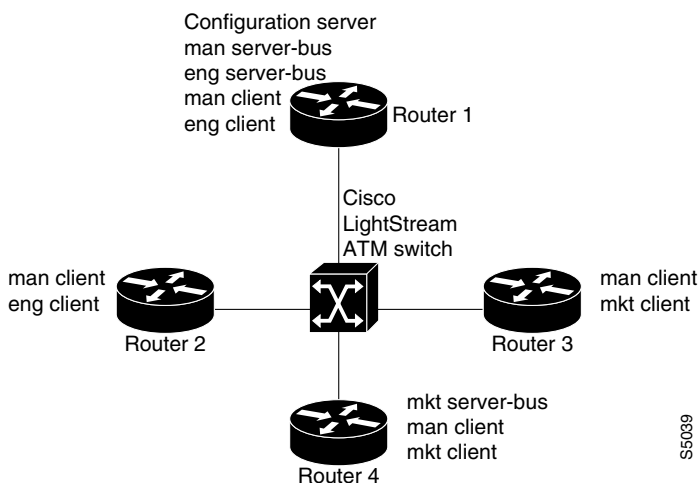 Configuration server
man server-bus
eng server-bus
man client
eng client
Router 1
Cisco
LightStream
ATM switch
man client
eng client
Router 2
man client
mkt client
Router 3
mkt server-bus
man client
mkt client
Router 4
S5039